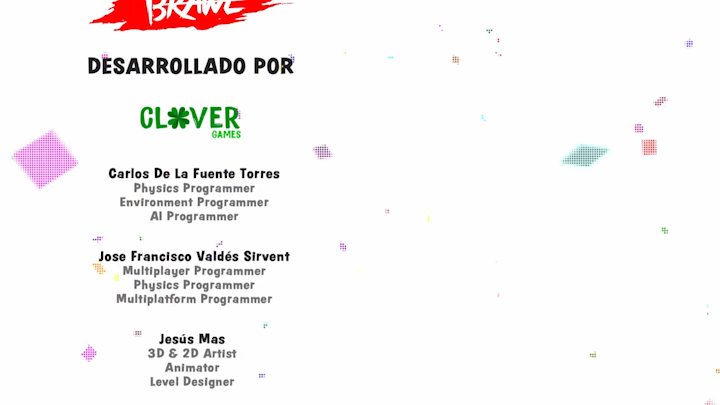 BRAWL
DESARROLLADO POR
CLOVER
GAMES
Carlos De La Fuente Torres
Physics Programmer
Environment Programmer
AI Programmer
Jose Francisco Valdés Sirvent
Multiplayer Programmer
Physics Programmer
Multiplatform Programmer
Jesús Mas
3D & 2D Artist
Animator
Level Designer